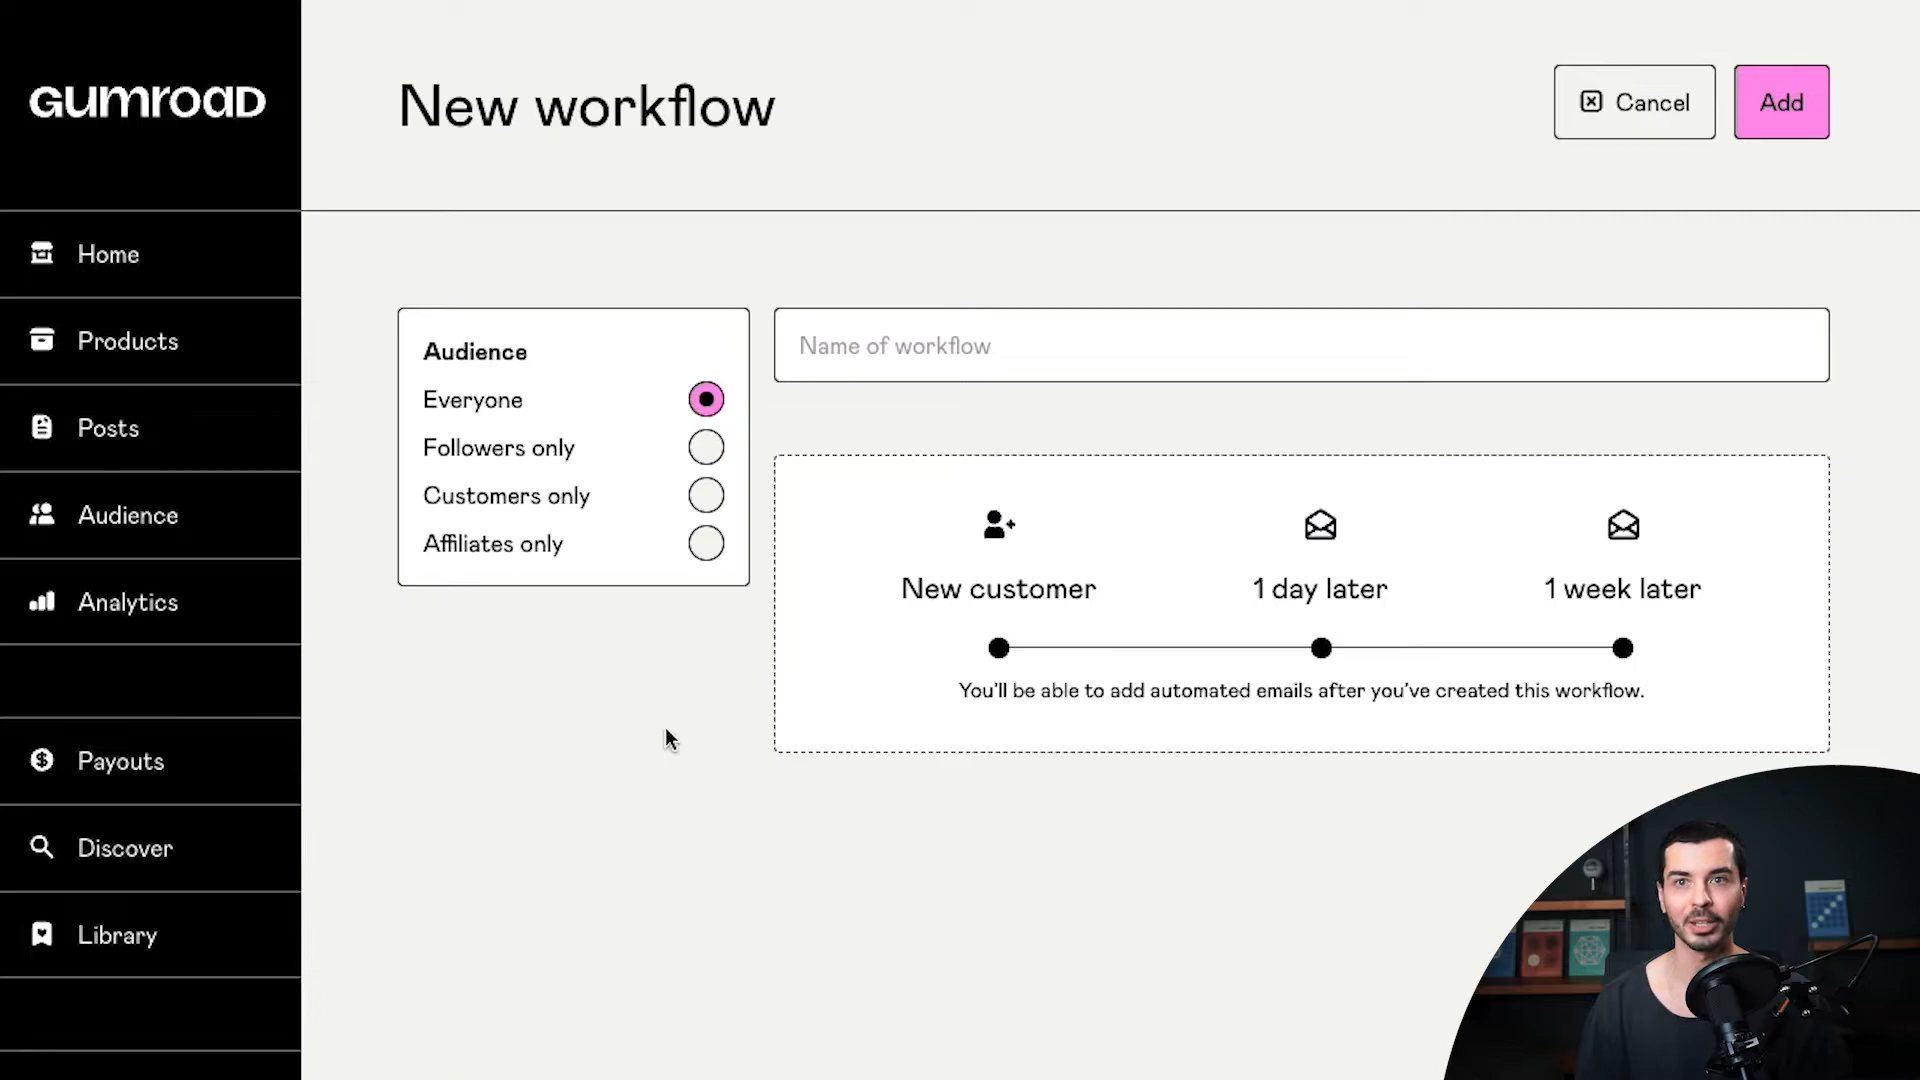 GUMROAD
Home
Products
Posts
Audience
Analytics
Payouts
Discover
Library
New workflow
Cancel
Add
Audience
Everyone
Followers only
Customers only
Affiliates only
Name of workflow
New customer
1 day later
1 week later
You'll be able to add automated emails after you've created this workflow.